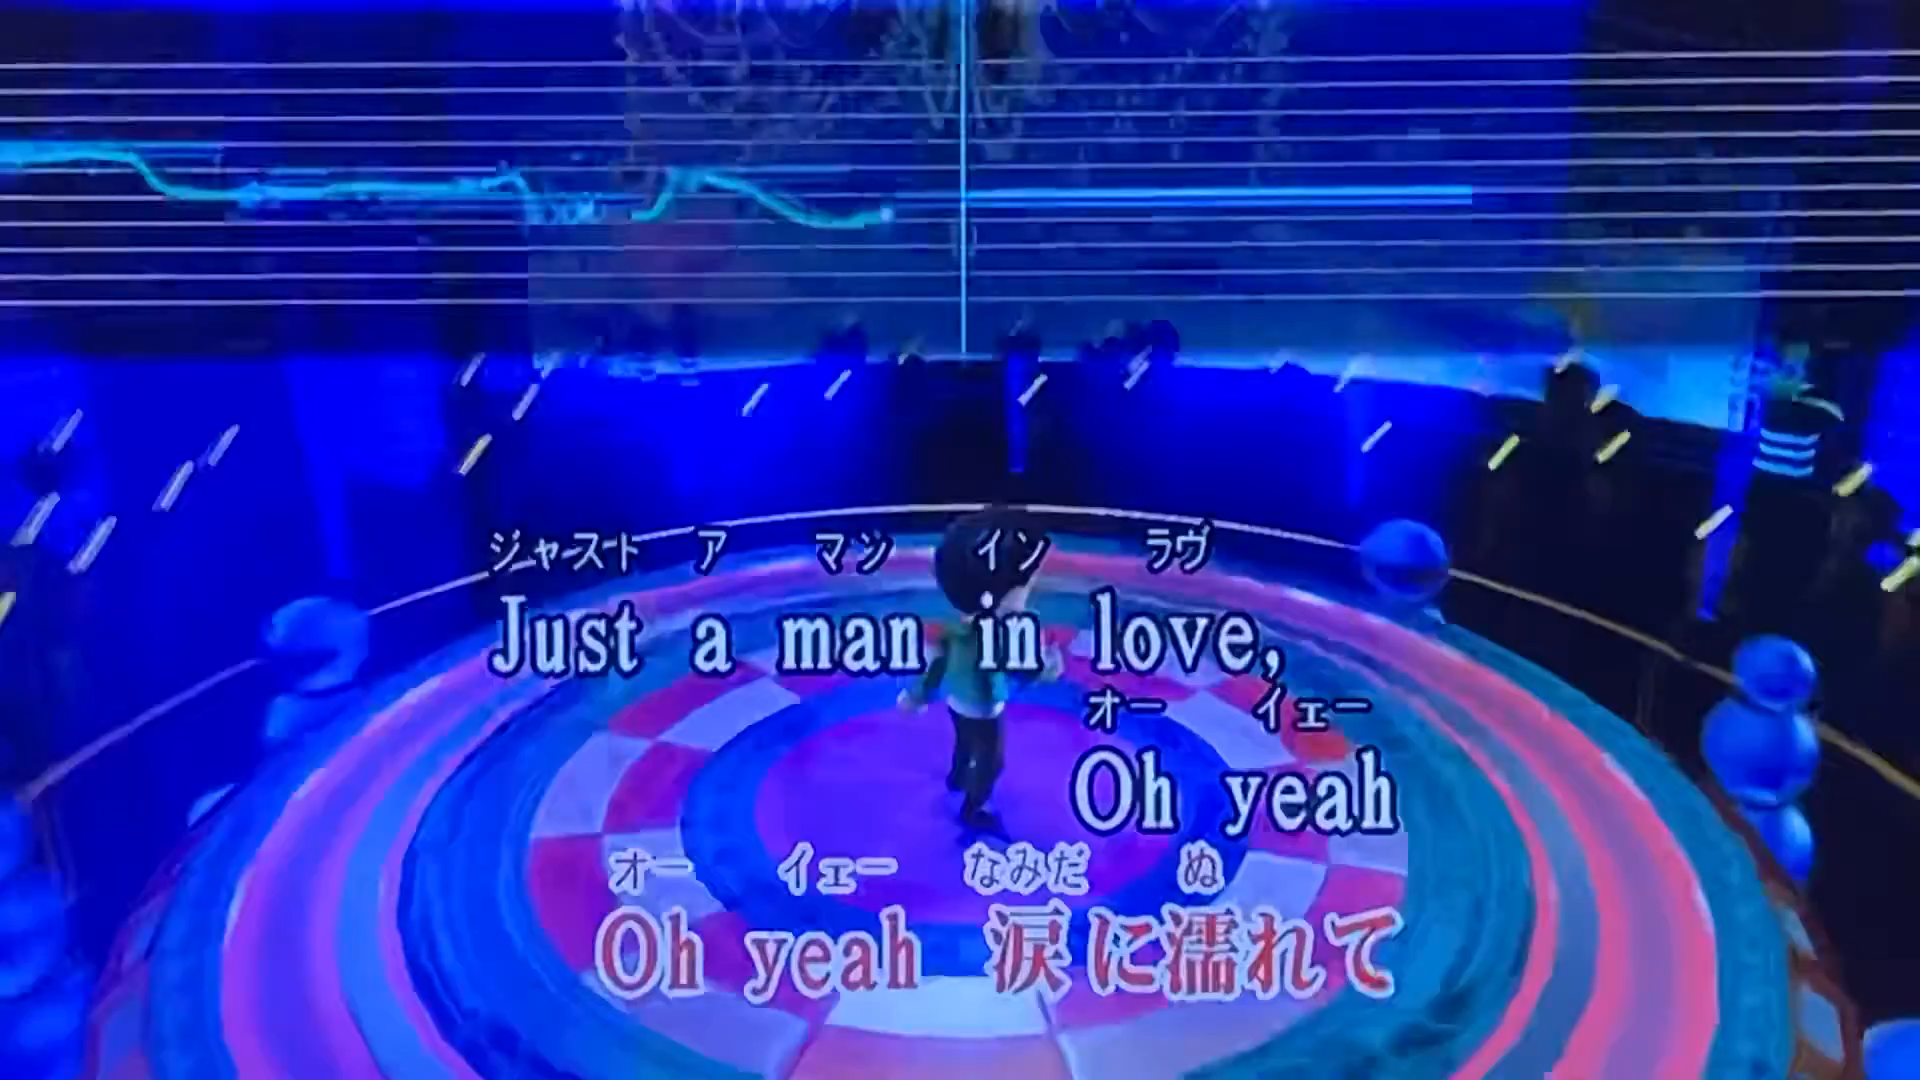 ジャスト ア マン イン ラヴ
Just a man in love,
オー イェー
Oh yeah
オー イェー なみだ ぬ
Oh yeah 涙に濡れて